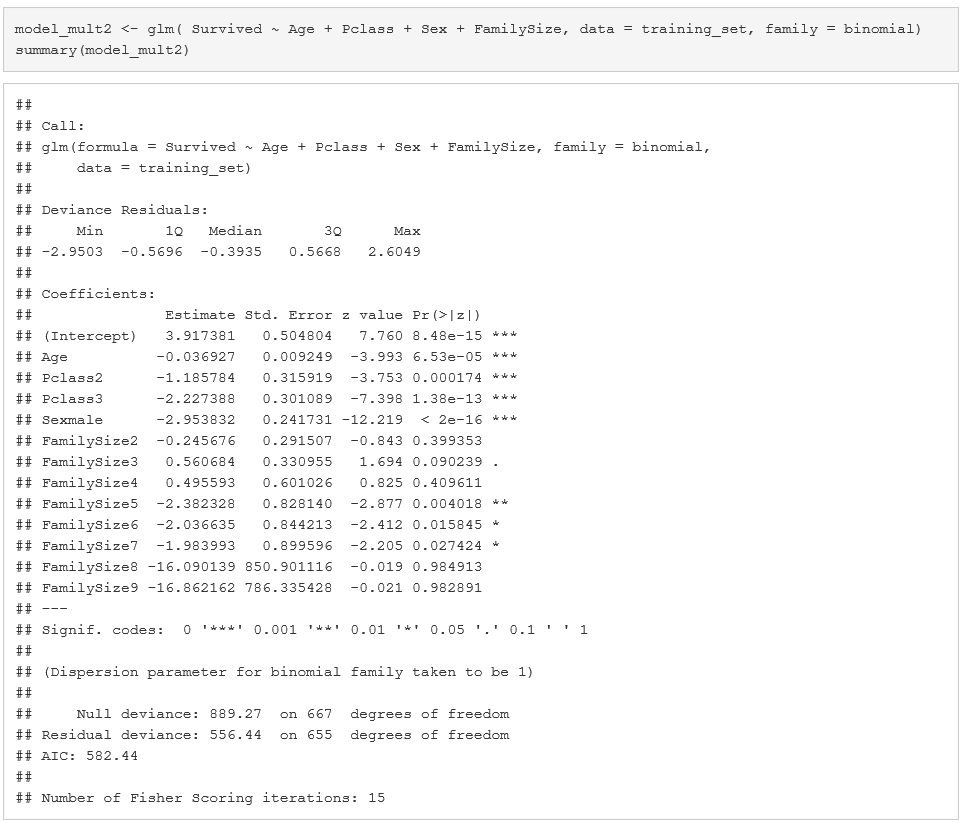 model_mult2 <- glm( Survived ~ Age + Pclass + Sex + FamilySize, data = training_set, family = binomial)
summary(model_mult2)
##
## Call:
## glm(formula = Survived ~ Age + Pclass + Sex + FamilySize, family = binomial,
##     data = training_set)
##
## Deviance Residuals:
##     Min       1Q   Median       3Q      Max
## -2.9503  -0.5696  -0.3935   0.5668   2.6049
##
## Coefficients:
##               Estimate Std. Error z value Pr(>|z|)
## (Intercept)   3.917381   0.504804   7.760 8.48e-15 ***
## Age          -0.036927   0.009249  -3.993 6.53e-05 ***
## Pclass2      -1.185784   0.315919  -3.753 0.000174 ***
## Pclass3      -2.227388   0.301089  -7.398 1.38e-13 ***
## Sexmale      -2.953832   0.241731 -12.219  < 2e-16 ***
## FamilySize2  -0.245676   0.291507  -0.843 0.399353
## FamilySize3   0.560684   0.330955   1.694 0.090239 .
## FamilySize4   0.495593   0.601026   0.825 0.409611
## FamilySize5  -2.382328   0.828140  -2.877 0.004018 **
## FamilySize6  -2.036635   0.844213  -2.412 0.015845 *
## FamilySize7  -1.983993   0.899596  -2.205 0.027424 *
## FamilySize8 -16.090139 850.901116  -0.019 0.984913
## FamilySize9 -16.862162 786.335428  -0.021 0.982891
## ---
## Signif. codes:  0 '***' 0.001 '**' 0.01 '*' 0.05 '.' 0.1 ' ' 1
##
## (Dispersion parameter for binomial family taken to be 1)
##
##     Null deviance: 889.27  on 667  degrees of freedom
## Residual deviance: 556.44  on 655  degrees of freedom
## AIC: 582.44
##
## Number of Fisher Scoring iterations: 15